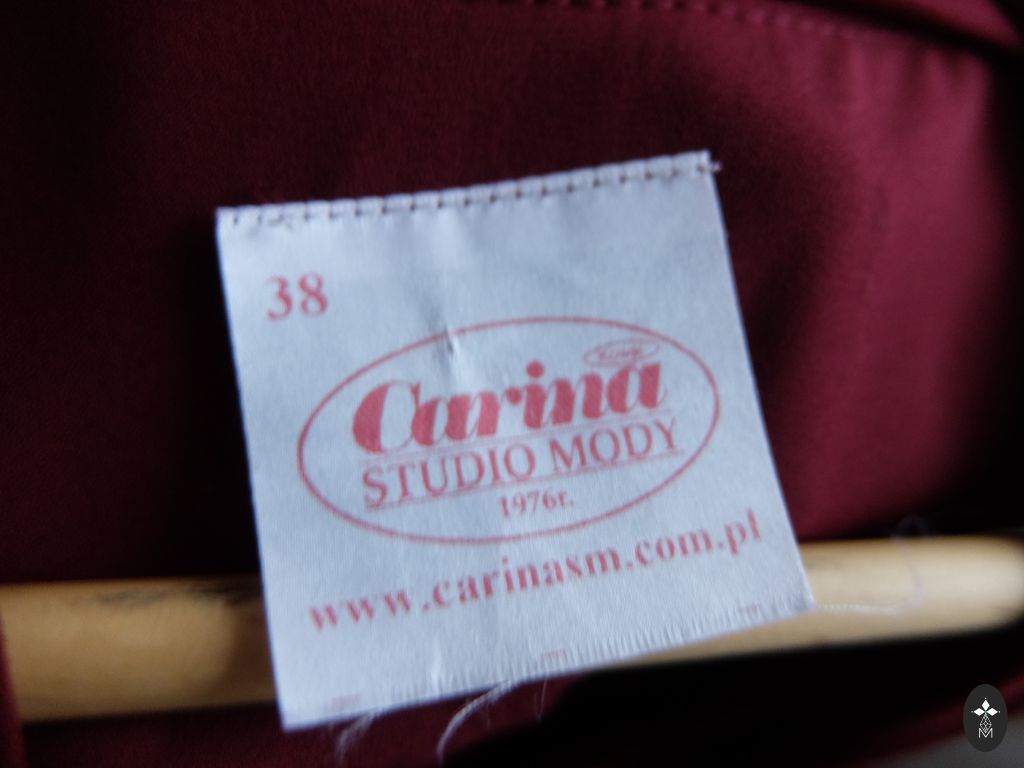 38
Carina
STUDIO MODY
1976r.
www.carinasm.com.pl